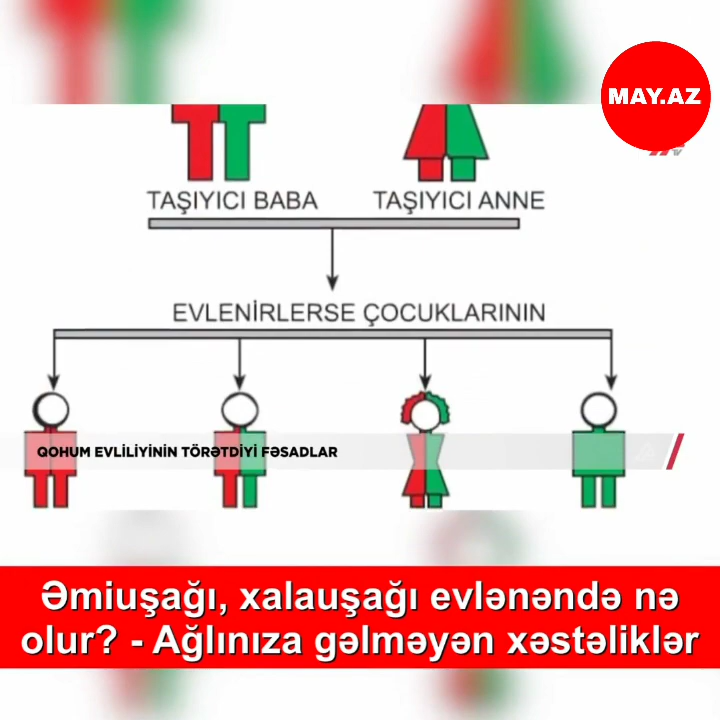 MAY.AZ
TV
TAŞIYICI BABA TAŞIYICI ANNE
EVLENİRLERSE ÇOCUKLARININ
QOHUM EVLİLİYİNİN TÖRƏTDİYİ FƏSADLAR
Əmiuşağı, xalauşağı evlənəndə nə
olur? - Ağlınıza gəlməyən xəstəliklər